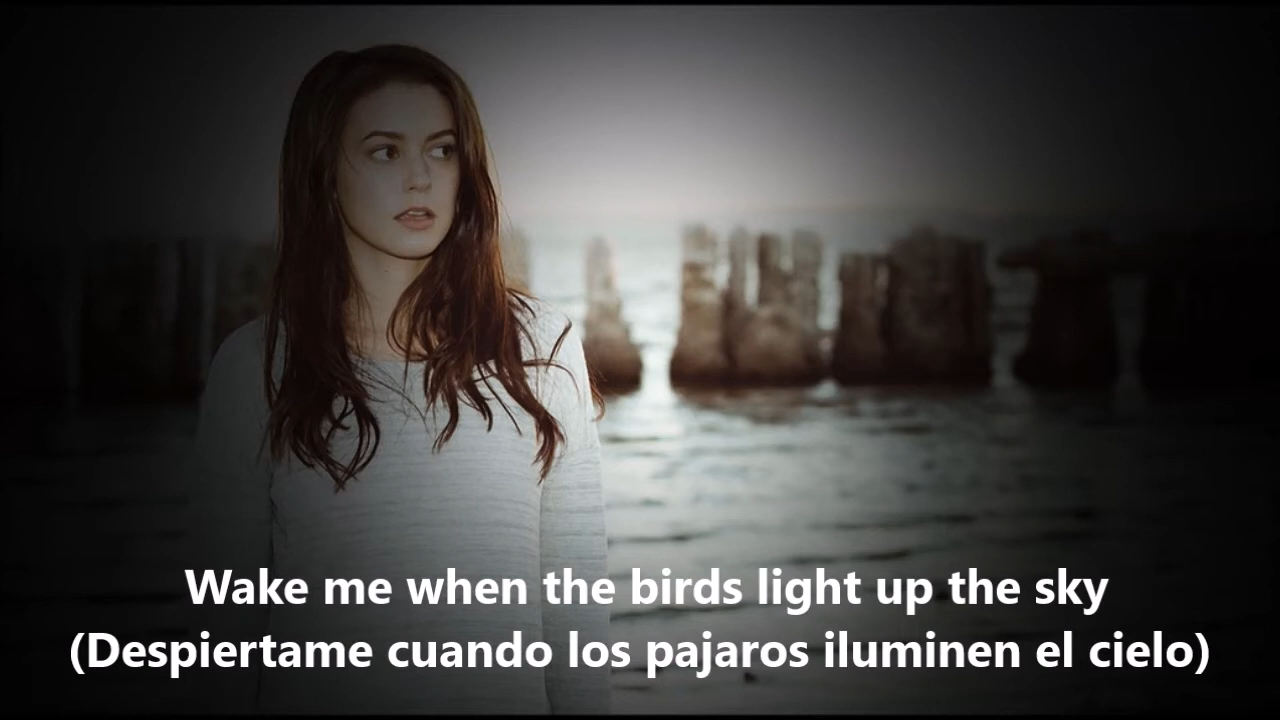 Wake me when the birds light up the sky
(Despiertame cuando los pajaros iluminen el cielo)